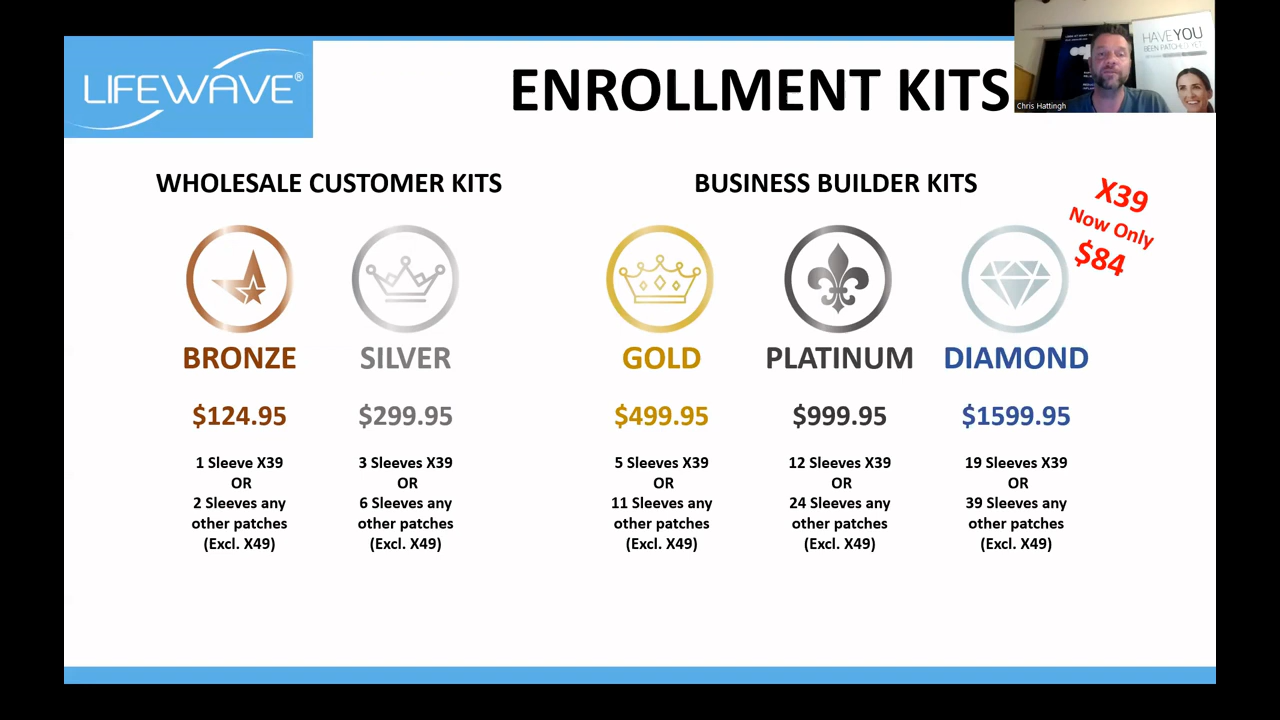 LIFEWAVE®
ENROLLMENT KITS
HAVE YOU
BEEN PATCHED YET
Chris Hattingh
WHOLESALE CUSTOMER KITS
BUSINESS BUILDER KITS
X39
Now Only
$84
BRONZE
SILVER
GOLD
PLATINUM
DIAMOND
$124.95
$299.95
$499.95
$999.95
$1599.95
1 Sleeve X39
OR
2 Sleeves any
other patches
(Excl. X49)
3 Sleeves X39
OR
6 Sleeves any
other patches
(Excl. X49)
5 Sleeves X39
OR
11 Sleeves any
other patches
(Excl. X49)
12 Sleeves X39
OR
24 Sleeves any
other patches
(Excl. X49)
19 Sleeves X39
OR
39 Sleeves any
other patches
(Excl. X49)